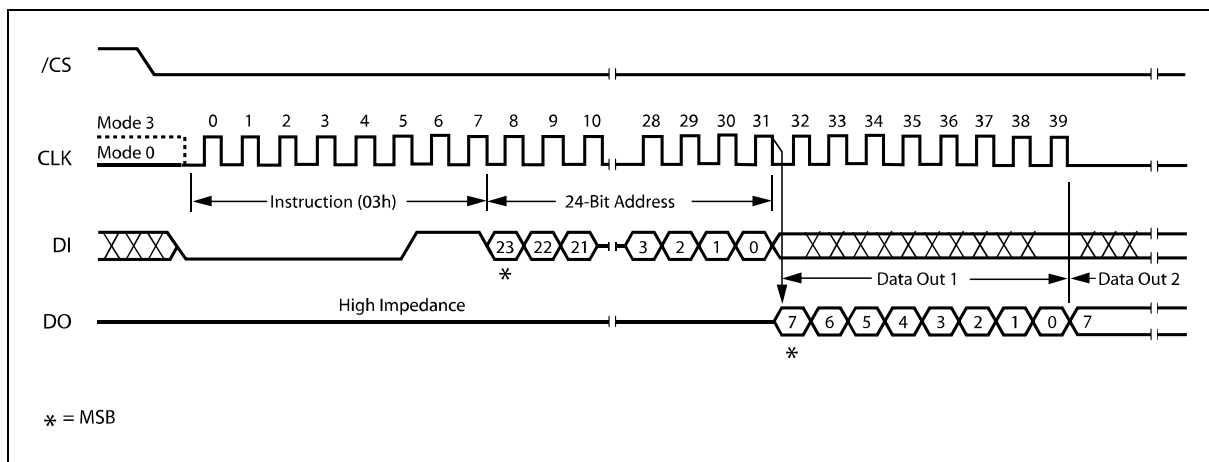 /CS
Mode 3
0 1 2 3 4 5 6 7 8 9 10 28 29 30 31 32 33 34 35 36 37 38 39
CLK
Mode 0
Instruction (03h) 24-Bit Address
DI
23 22 21 3 2 1 0
*
Data Out 1 Data Out 2
High Impedance
DO
7 6 5 4 3 2 1 0 7
*
* = MSB